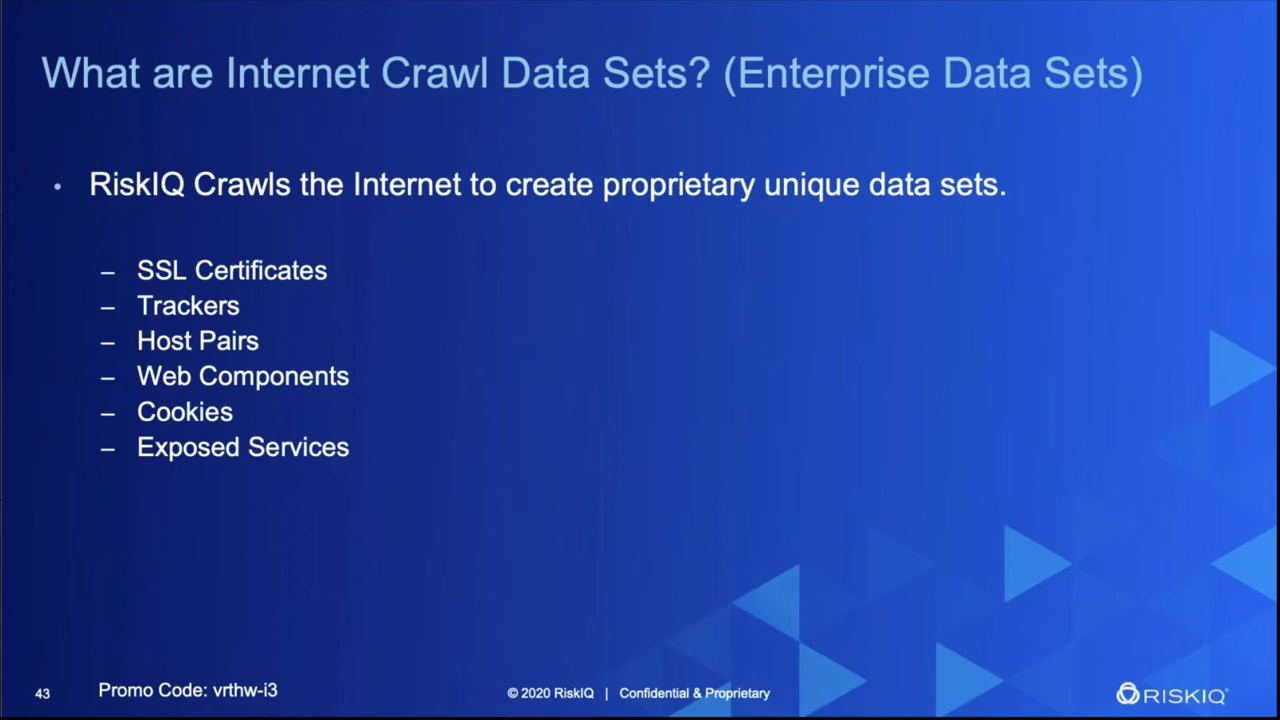 What are Internet Crawl Data Sets? (Enterprise Data Sets)
• RiskIQ Crawls the Internet to create proprietary unique data sets.
– SSL Certificates
– Trackers
– Host Pairs
– Web Components
– Cookies
– Exposed Services
43 Promo Code: vrthw-i3 © 2020 RiskIQ | Confidential & Proprietary RISKIQ®